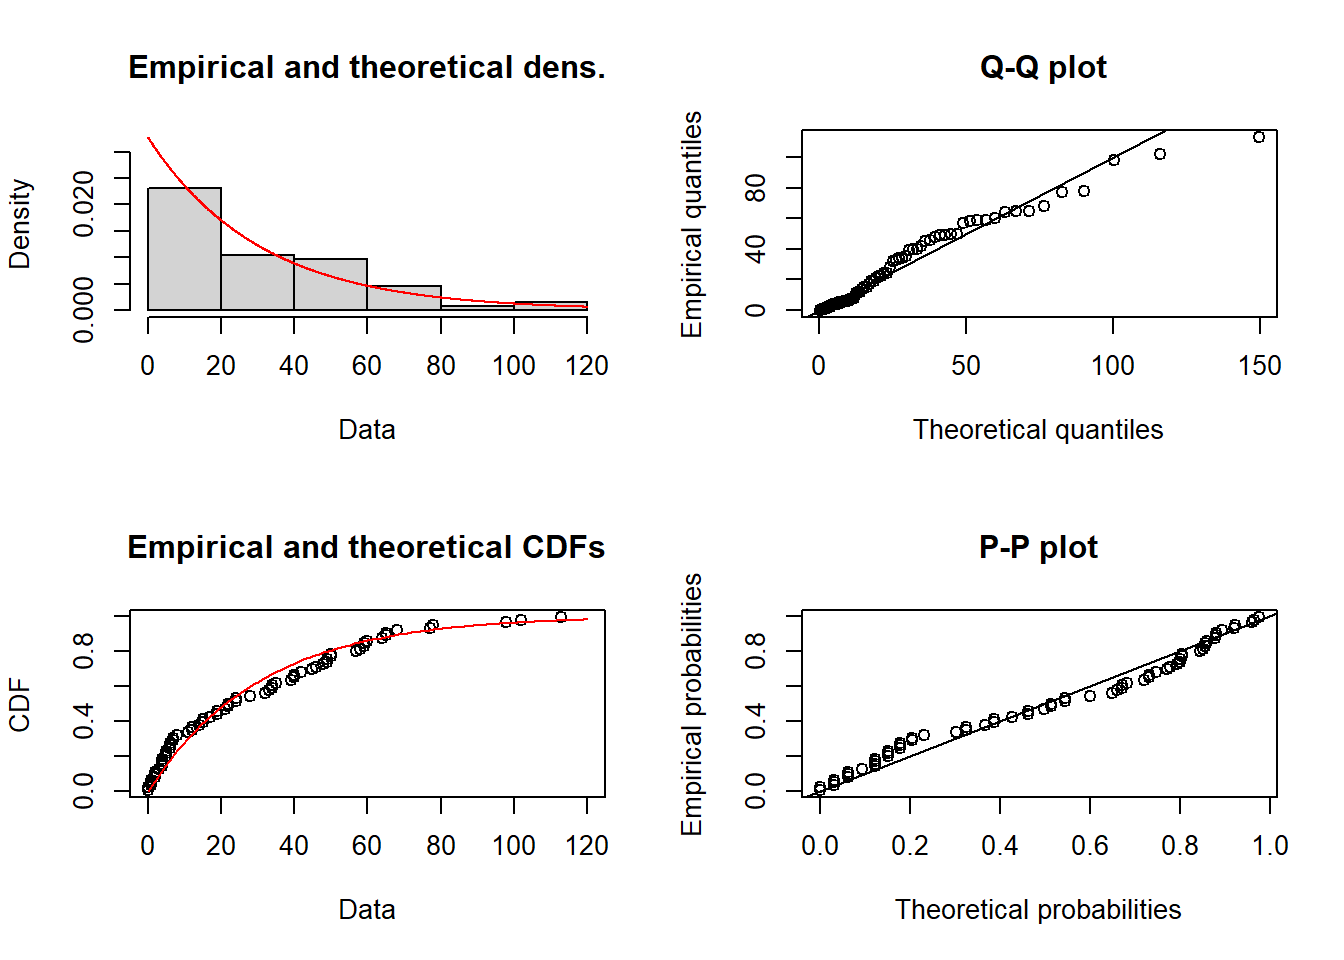 Empirical and theoretical dens.
Density
0.000
0.020
0
20
40
60
80
100
120
Data
Q-Q plot
Empirical quantiles
0
40
80
0
50
100
150
Theoretical quantiles
Empirical and theoretical CDFs
CDF
0.0
0.4
0.8
0
20
40
60
80
100
120
Data
P-P plot
Empirical probabilities
0.0
0.4
0.8
0.0
0.2
0.4
0.6
0.8
1.0
Theoretical probabilities